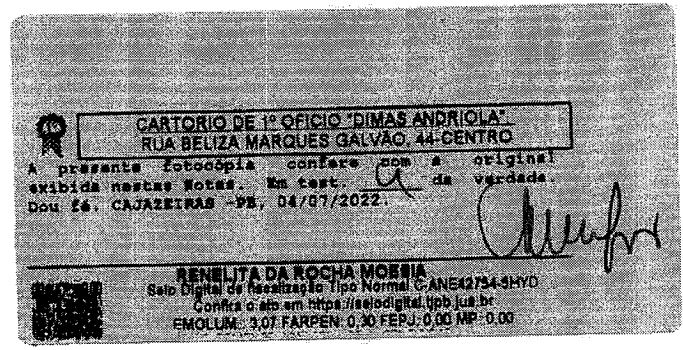 CARTORIO DE 1º OFICIO "DIMAS ANDRIOLA"
RUA BELIZA MARQUES GALVÃO, 44-CENTRO
A presente fotocópia confere com a original
exibida nestas Notas. Em test. ____ da verdade.
Dou fé. CAJAZEIRAS -PB, 04/07/2022.
RENELITA DA ROCHA MOESIA
Selo Digital de fiscalização Tipo Normal C-ANE42794-5HYD
Confira o ato em https://selodigital.tjpb.jus.br
EMOLUM.: 3,07 FARPEN: 0,30 FEPJ: 0,00 MP: 0,00